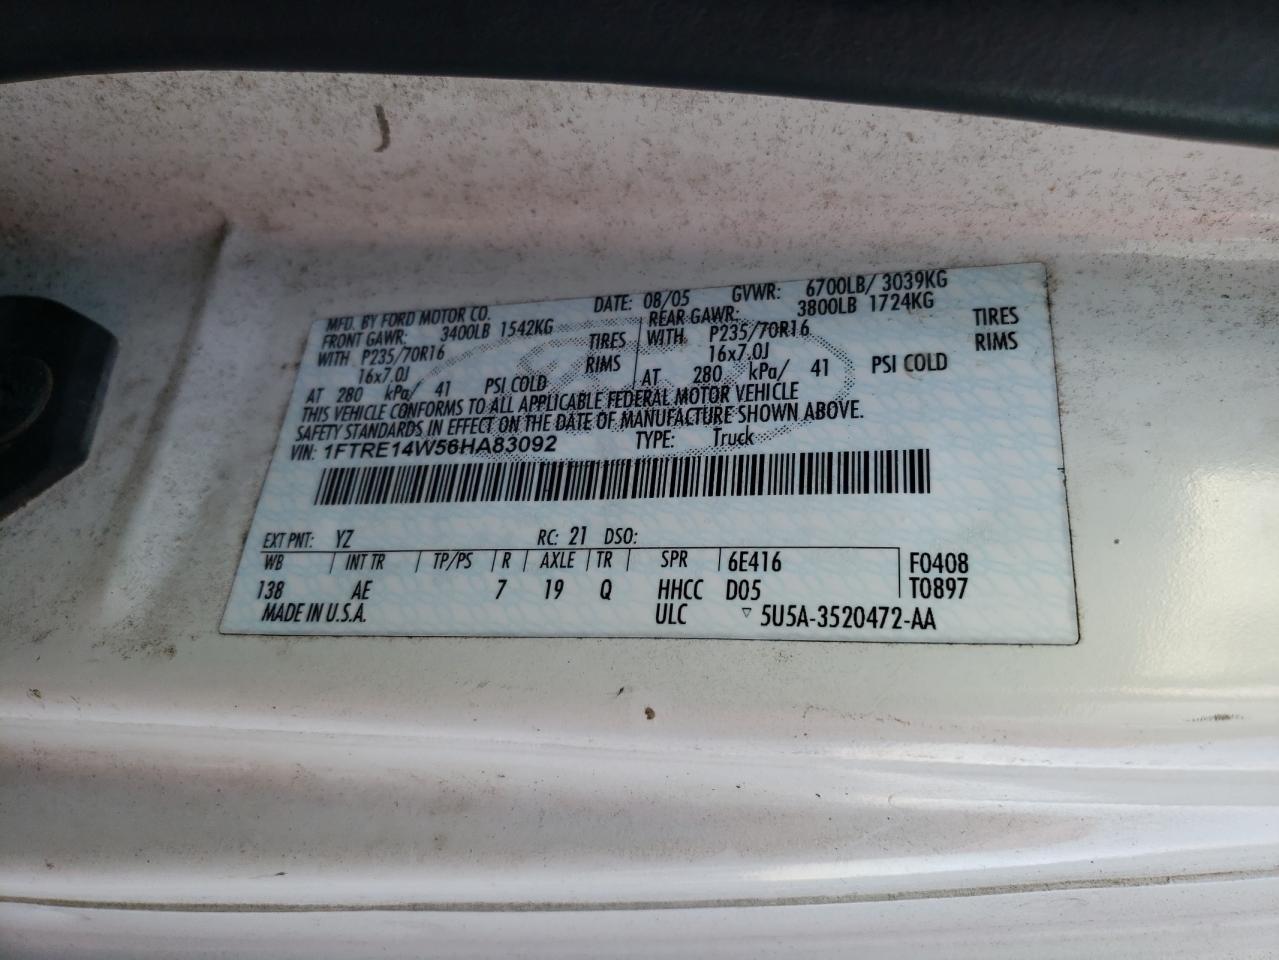 MFD. BY FORD MOTOR CO. DATE: 08/05 GVWR: 6700LB/ 3039KG
FRONT GAWR: 3400LB 1542KG REAR GAWR: 3800LB 1724KG
WITH P235/70R16 TIRES WITH P235/70R16 TIRES
16x7.0J RIMS 16x7.0J RIMS
AT 280 kPa/ 41 PSI COLD AT 280 kPa/ 41 PSI COLD
THIS VEHICLE CONFORMS TO ALL APPLICABLE FEDERAL MOTOR VEHICLE
SAFETY STANDARDS IN EFFECT ON THE DATE OF MANUFACTURE SHOWN ABOVE.
VIN: 1FTRE14W56HA83092 TYPE: Truck
EXT PNT: YZ RC: 21 DSO:
WB INT TR TP/PS R AXLE TR SPR 6E416 F0408
138 AE 7 19 Q HHCC D05 T0897
MADE IN U.S.A. ULC ▽ 5U5A-3520472-AA